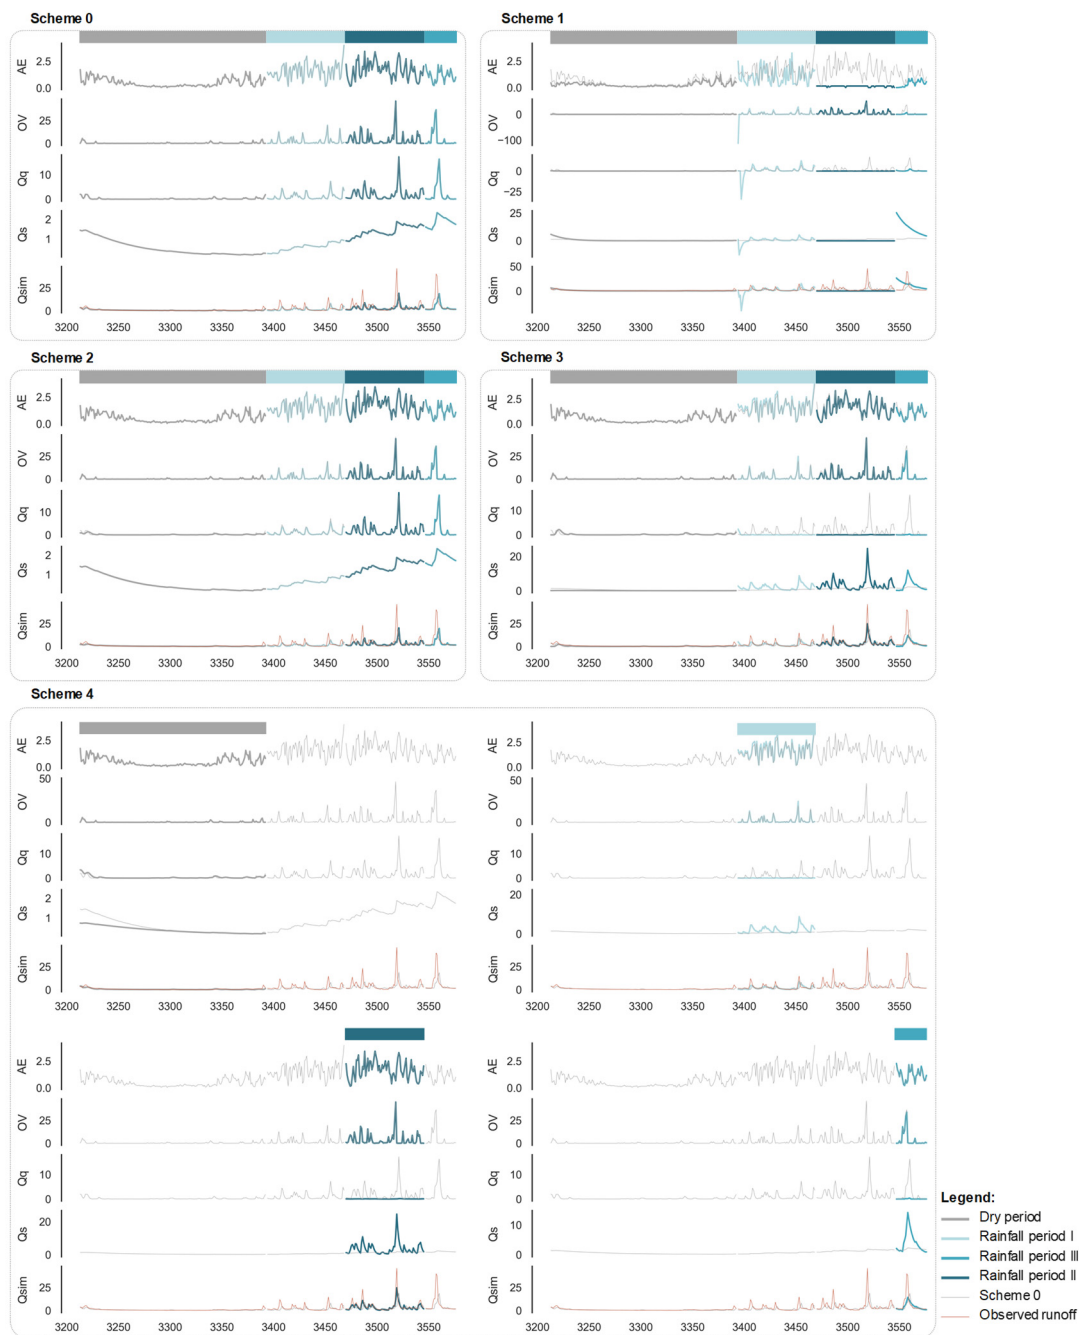 Scheme 0
AE
2.5
0.0
OV
25
0
Qq
10
0
Qs
2
1
Qsim
25
0
3200 3250 3300 3350 3400 3450 3500 3550
Scheme 1
AE
2.5
0.0
OV
0
−100
Qq
0
−25
Qs
25
0
Qsim
50
0
3200 3250 3300 3350 3400 3450 3500 3550
Scheme 2
AE
2.5
0.0
OV
25
0
Qq
10
0
Qs
2
1
Qsim
25
0
3200 3250 3300 3350 3400 3450 3500 3550
Scheme 3
AE
2.5
0.0
OV
25
0
Qq
10
0
Qs
20
0
Qsim
25
0
3200 3250 3300 3350 3400 3450 3500 3550
Scheme 4
AE
2.5
0.0
OV
50
0
Qq
10
0
Qs
2
1
Qsim
25
0
3200 3250 3300 3350 3400 3450 3500 3550
AE
2.5
0.0
OV
50
0
Qq
10
0
Qs
20
0
Qsim
25
0
3200 3250 3300 3350 3400 3450 3500 3550
AE
2.5
0.0
OV
25
0
Qq
10
0
Qs
20
0
Qsim
25
0
3200 3250 3300 3350 3400 3450 3500 3550
AE
2.5
0.0
OV
25
0
Qq
10
0
Qs
10
0
Qsim
25
0
3200 3250 3300 3350 3400 3450 3500 3550
Legend:
Dry period
Rainfall period I
Rainfall period III
Rainfall period II
Scheme 0
Observed runoff